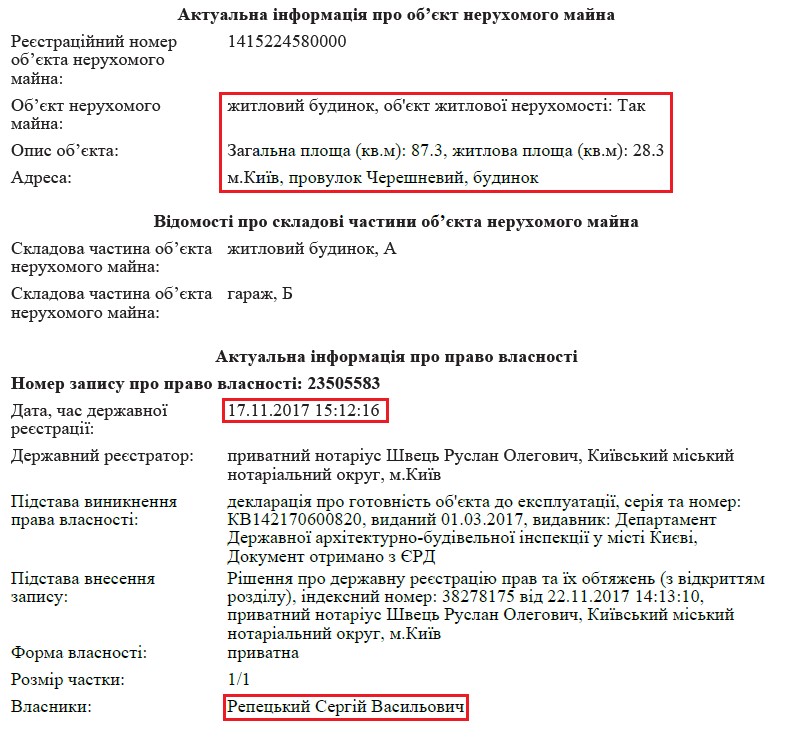 Актуальна інформація про об’єкт нерухомого майна
Реєстраційний номер об’єкта нерухомого майна: 1415224580000
Об’єкт нерухомого майна: житловий будинок, об'єкт житлової нерухомості: Так
Опис об’єкта: Загальна площа (кв.м): 87.3, житлова площа (кв.м): 28.3
Адреса: м.Київ, провулок Черешневий, будинок
Відомості про складові частини об’єкта нерухомого майна
Складова частина об’єкта нерухомого майна: житловий будинок, А
Складова частина об’єкта нерухомого майна: гараж, Б
Актуальна інформація про право власності
Номер запису про право власності: 23505583
Дата, час державної реєстрації: 17.11.2017 15:12:16
Державний реєстратор: приватний нотаріус Швець Руслан Олегович, Київський міський
нотаріальний округ, м.Київ
Підстава виникнення права власності: декларація про готовність об'єкта до експлуатації, серія та номер:
КВ142170600820, виданий 01.03.2017, видавник: Департамент
Державної архітектурно-будівельної інспекції у місті Києві,
Документ отримано з ЄРД
Підстава внесення запису: Рішення про державну реєстрацію прав та їх обтяжень (з відкриттям
розділу), індексний номер: 38278175 від 22.11.2017 14:13:10,
приватний нотаріус Швець Руслан Олегович, Київський міський
нотаріальний округ, м.Київ
Форма власності: приватна
Розмір частки: 1/1
Власники: Репецький Сергій Васильович